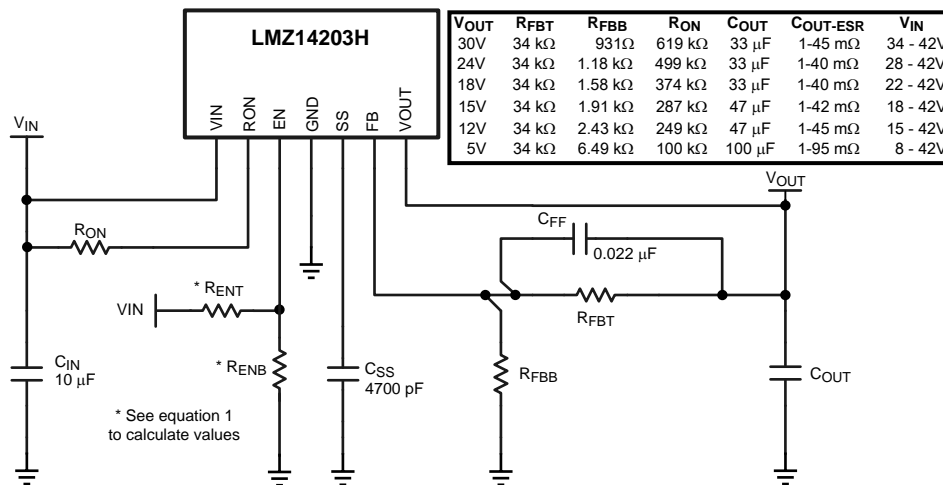 LMZ14203H
VIN RON EN GND SS FB VOUT
VOUT RFBT RFBB RON COUT COUT-ESR VIN
30V 34 kΩ 931Ω 619 kΩ 33 μF 1-45 mΩ 34 - 42V
24V 34 kΩ 1.18 kΩ 499 kΩ 33 μF 1-40 mΩ 28 - 42V
18V 34 kΩ 1.58 kΩ 374 kΩ 33 μF 1-40 mΩ 22 - 42V
15V 34 kΩ 1.91 kΩ 287 kΩ 47 μF 1-42 mΩ 18 - 42V
12V 34 kΩ 2.43 kΩ 249 kΩ 47 μF 1-45 mΩ 15 - 42V
5V 34 kΩ 6.49 kΩ 100 kΩ 100 μF 1-95 mΩ 8 - 42V
VIN
VOUT
RON
CFF
0.022 μF
* RENT
VIN
RFBT
* RENB
CIN
10 μF
CSS
4700 pF
RFBB
COUT
* See equation 1
to calculate values